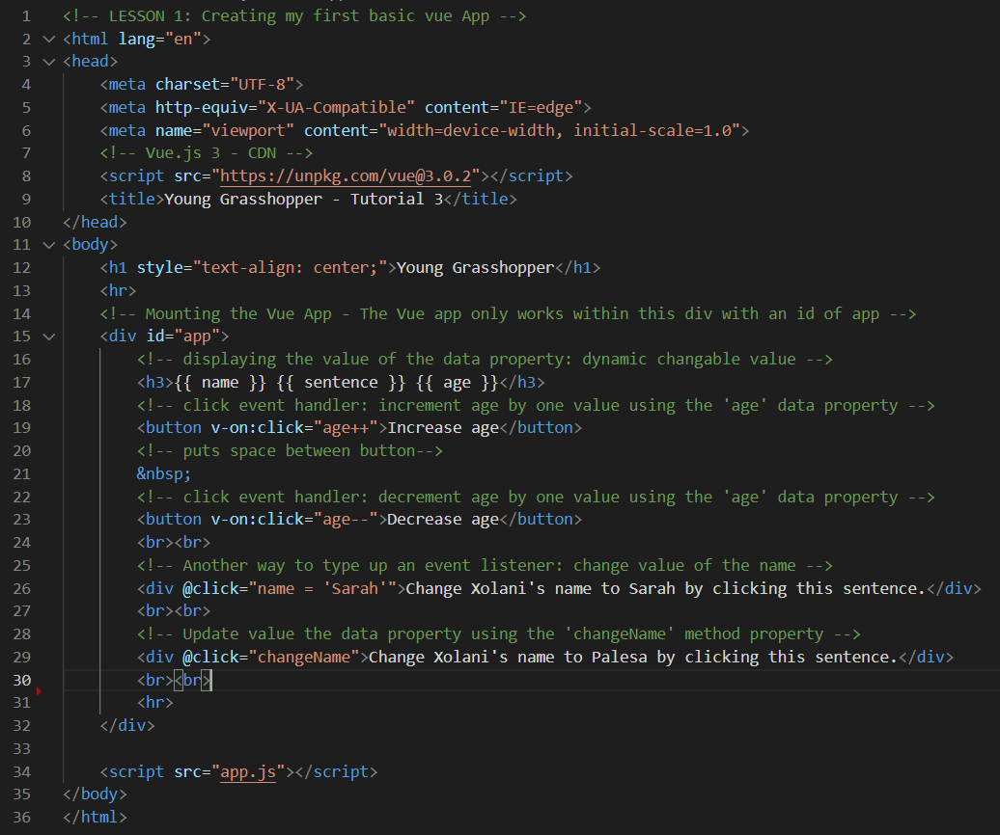 1 <!-- LESSON 1: Creating my first basic vue App -->
2 <html lang="en">
3 <head>
4     <meta charset="UTF-8">
5     <meta http-equiv="X-UA-Compatible" content="IE=edge">
6     <meta name="viewport" content="width=device-width, initial-scale=1.0">
7     <!-- Vue.js 3 - CDN -->
8     <script src="https://unpkg.com/vue@3.0.2"></script>
9     <title>Young Grasshopper - Tutorial 3</title>
10 </head>
11 <body>
12     <h1 style="text-align: center;">Young Grasshopper</h1>
13     <hr>
14     <!-- Mounting the Vue App - The Vue app only works within this div with an id of app -->
15     <div id="app">
16         <!-- displaying the value of the data property: dynamic changable value -->
17         <h3>{{ name }} {{ sentence }} {{ age }}</h3>
18         <!-- click event handler: increment age by one value using the 'age' data property -->
19         <button v-on:click="age++">Increase age</button>
20         <!-- puts space between button-->
21         &nbsp;
22         <!-- click event handler: decrement age by one value using the 'age' data property -->
23         <button v-on:click="age--">Decrease age</button>
24         <br><br>
25         <!-- Another way to type up an event listener: change value of the name -->
26         <div @click="name = 'Sarah'">Change Xolani's name to Sarah by clicking this sentence.</div>
27         <br><br>
28         <!-- Update value the data property using the 'changeName' method property -->
29         <div @click="changeName">Change Xolani's name to Palesa by clicking this sentence.</div>
30         <br><br>
31         <hr>
32     </div>
33
34     <script src="app.js"></script>
35 </body>
36 </html>